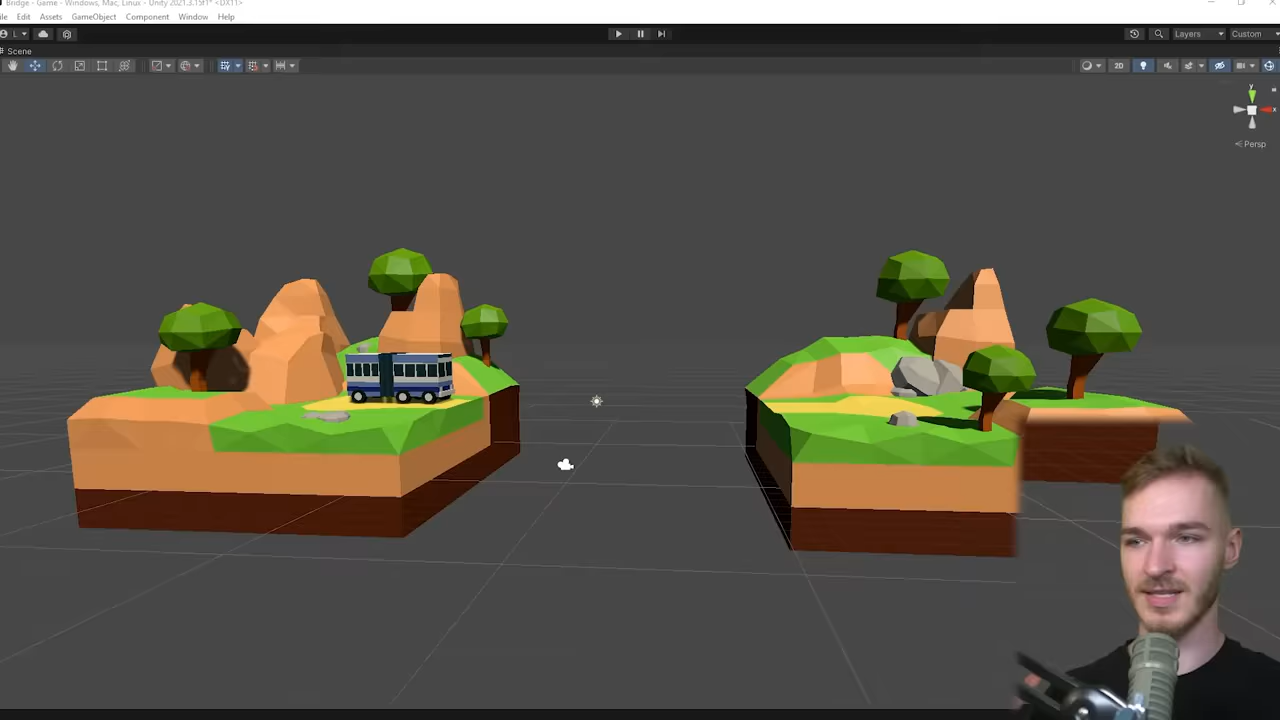 Bridge - Game - Windows, Mac, Linux - Unity 2021.3.15f1* <DX11>
ile Edit Assets GameObject Component Window Help
L Layers Custom
Scene
2D
y
x
Persp